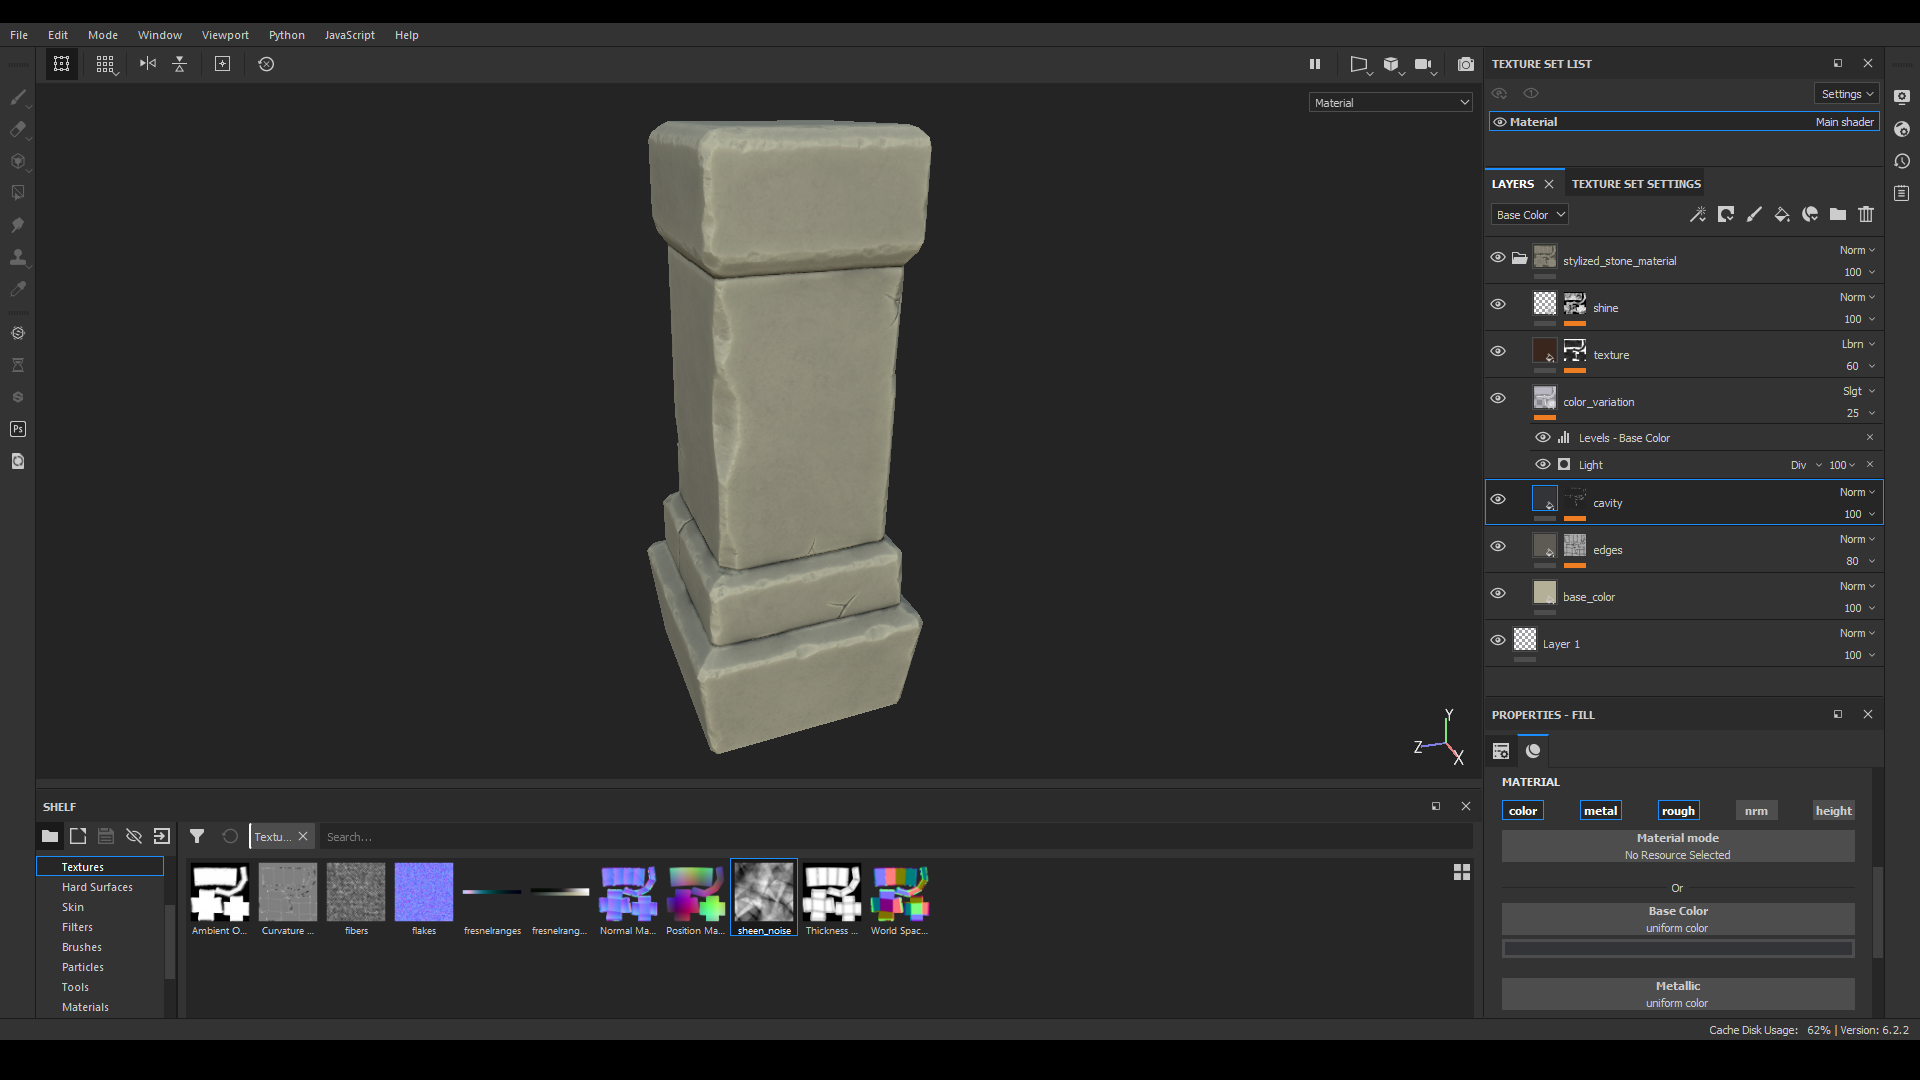 File Edit Mode Window Viewport Python JavaScript Help
Material
Y
Z
X
TEXTURE SET LIST
Settings
Material Main shader
LAYERS TEXTURE SET SETTINGS
Base Color
stylized_stone_material Norm 100
shine Norm 100
texture Lbrn 60
color_variation Slgt 25
Levels - Base Color
Light Div 100
cavity Norm 100
edges Norm 80
base_color Norm 100
Layer 1 Norm 100
PROPERTIES - FILL
MATERIAL
color metal rough nrm height
Material mode
No Resource Selected
Or
Base Color
uniform color
Metallic
uniform color
SHELF
Textu...
Search...
Textures
Hard Surfaces
Skin
Filters
Brushes
Particles
Tools
Materials
Ambient O... Curvature ... fibers flakes fresnelranges fresnelrang... Normal Ma... Position Ma... sheen_noise Thickness ... World Spac...
Ps
Cache Disk Usage: 62% | Version: 6.2.2